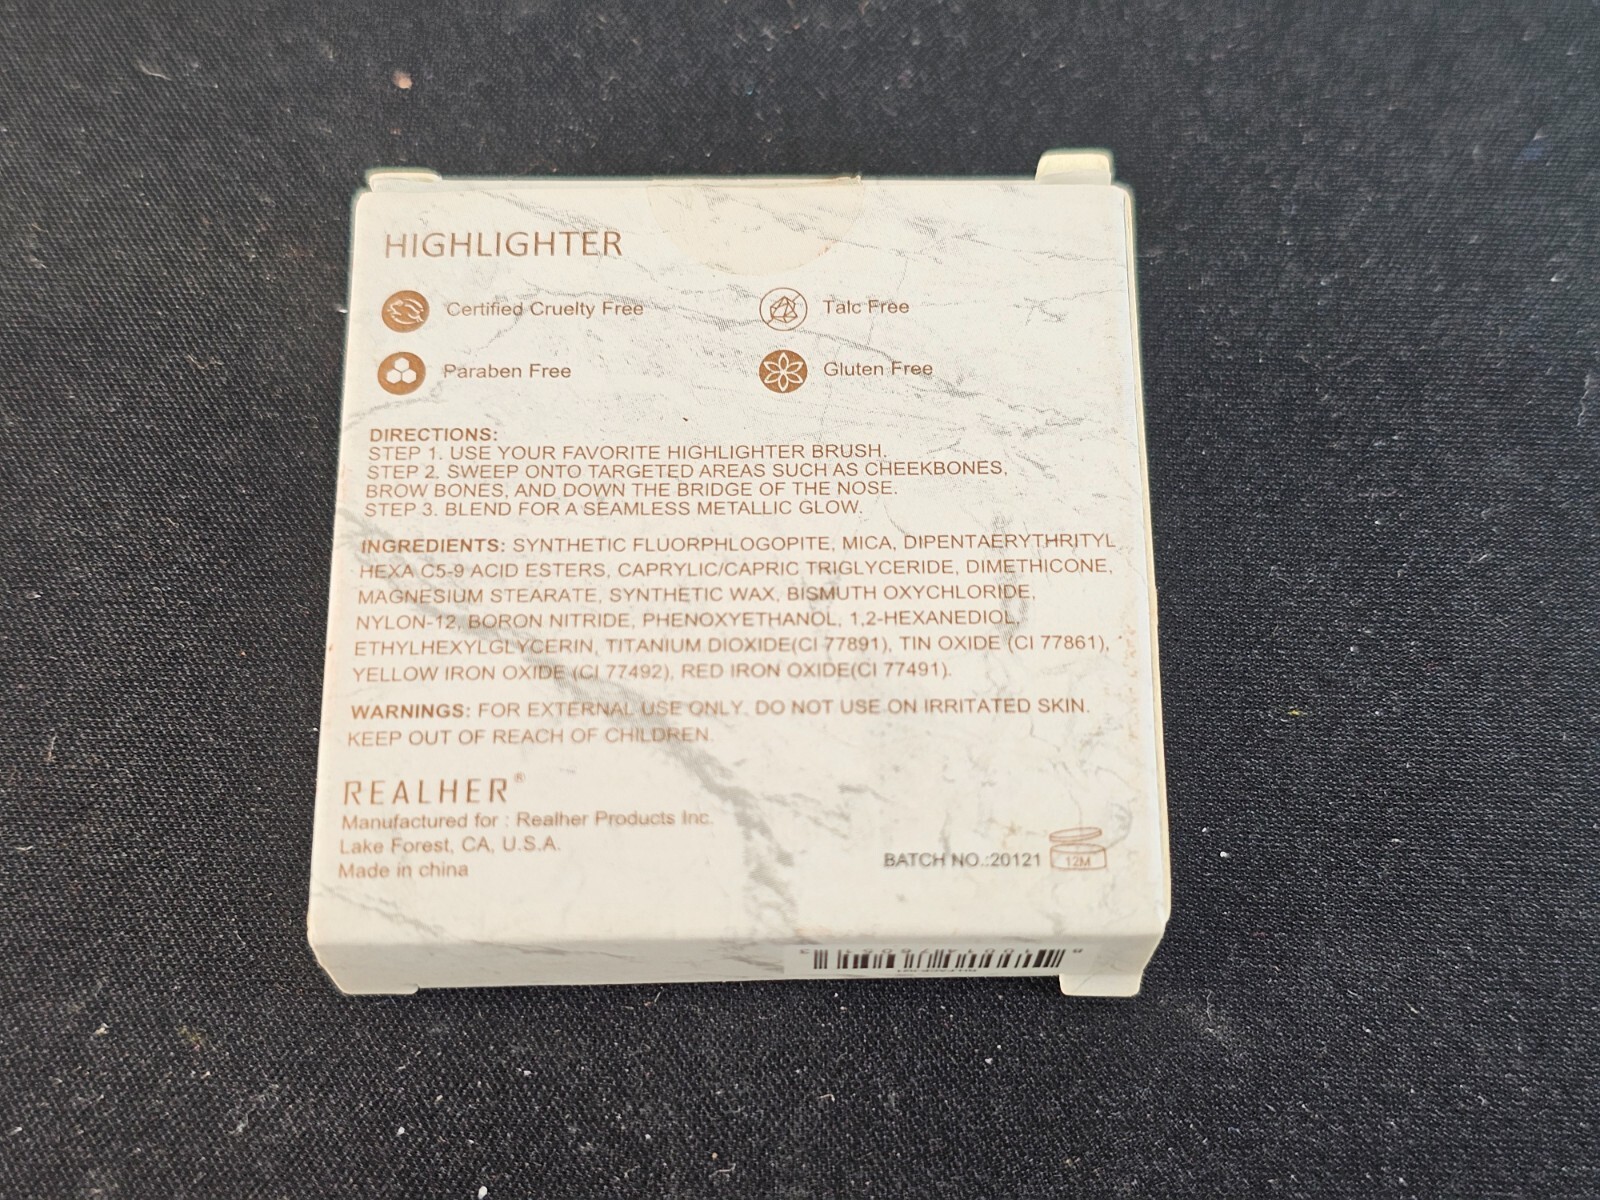 HIGHLIGHTER
Certified Cruelty Free
Talc Free
Paraben Free
Gluten Free
DIRECTIONS:
STEP 1. USE YOUR FAVORITE HIGHLIGHTER BRUSH.
STEP 2. SWEEP ONTO TARGETED AREAS SUCH AS CHEEKBONES,
BROW BONES, AND DOWN THE BRIDGE OF THE NOSE.
STEP 3. BLEND FOR A SEAMLESS METALLIC GLOW.
INGREDIENTS: SYNTHETIC FLUORPHLOGOPITE, MICA, DIPENTAERYTHRITYL
HEXA C5-9 ACID ESTERS, CAPRYLIC/CAPRIC TRIGLYCERIDE, DIMETHICONE,
MAGNESIUM STEARATE, SYNTHETIC WAX, BISMUTH OXYCHLORIDE,
NYLON-12, BORON NITRIDE, PHENOXYETHANOL, 1,2-HEXANEDIOL,
ETHYLHEXYLGLYCERIN, TITANIUM DIOXIDE(CI 77891), TIN OXIDE (CI 77861),
YELLOW IRON OXIDE (CI 77492), RED IRON OXIDE(CI 77491).
WARNINGS: FOR EXTERNAL USE ONLY. DO NOT USE ON IRRITATED SKIN.
KEEP OUT OF REACH OF CHILDREN.
REALHER®
Manufactured for : Realher Products Inc.
Lake Forest, CA, U.S.A.
Made in china
BATCH NO.:20121
12M